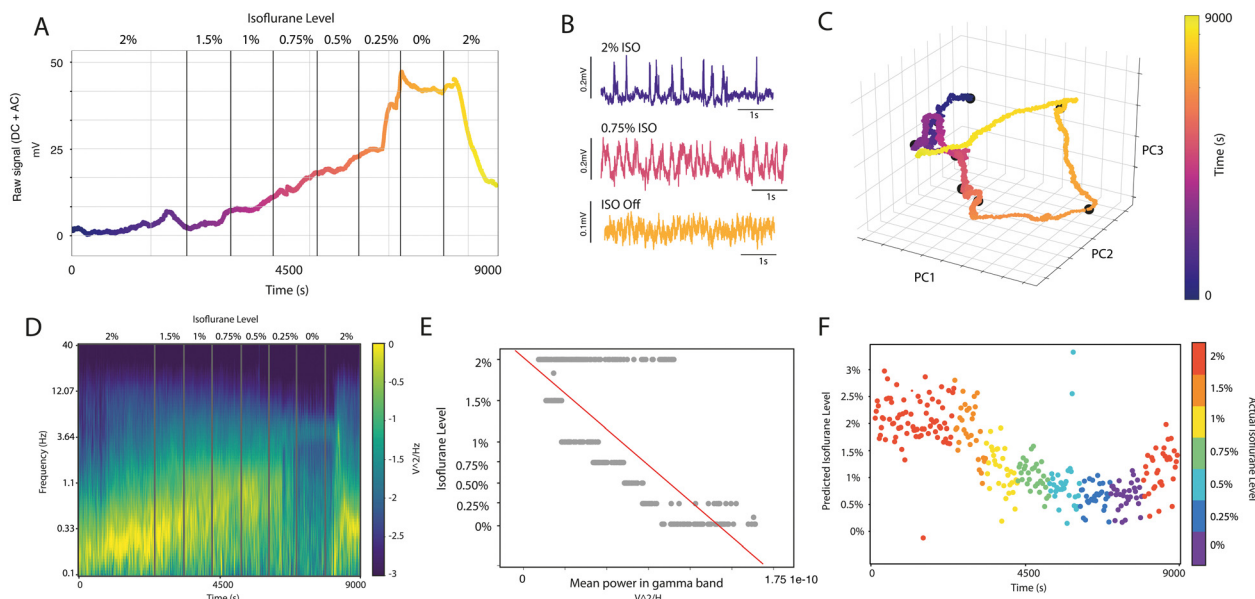 A
Isoflurane Level
2% 1.5% 1% 0.75% 0.5% 0.25% 0% 2%
Raw signal (DC + AC)
mV
50
25
0
0 4500 9000
Time (s)
B
2% ISO
0.2mV
1s
0.75% ISO
0.2mV
1s
ISO Off
0.1mV
1s
C
PC1
PC2
PC3
9000
Time (s)
0
D
Isoflurane Level
2% 1.5% 1% 0.75% 0.5% 0.25% 0% 2%
Frequency (Hz)
40
12.07
3.64
1.1
0.33
0.1
0 4500 9000
Time (s)
0
-0.5
-1
-1.5
-2
-2.5
-3
V^2/Hz
E
Isoflurane Level
2%
1.5%
1%
0.75%
0.50%
0.25%
0%
0 Mean power in gamma band 1.75 1e-10
V^2/H
F
Predicted Isoflurane Level
3%
2.5%
2%
1.5%
1%
0.5%
0%
0 4500 9000
Time (s)
2%
1.5%
1%
0.75%
0.5%
0.25%
0%
Actual Isoflurane Level